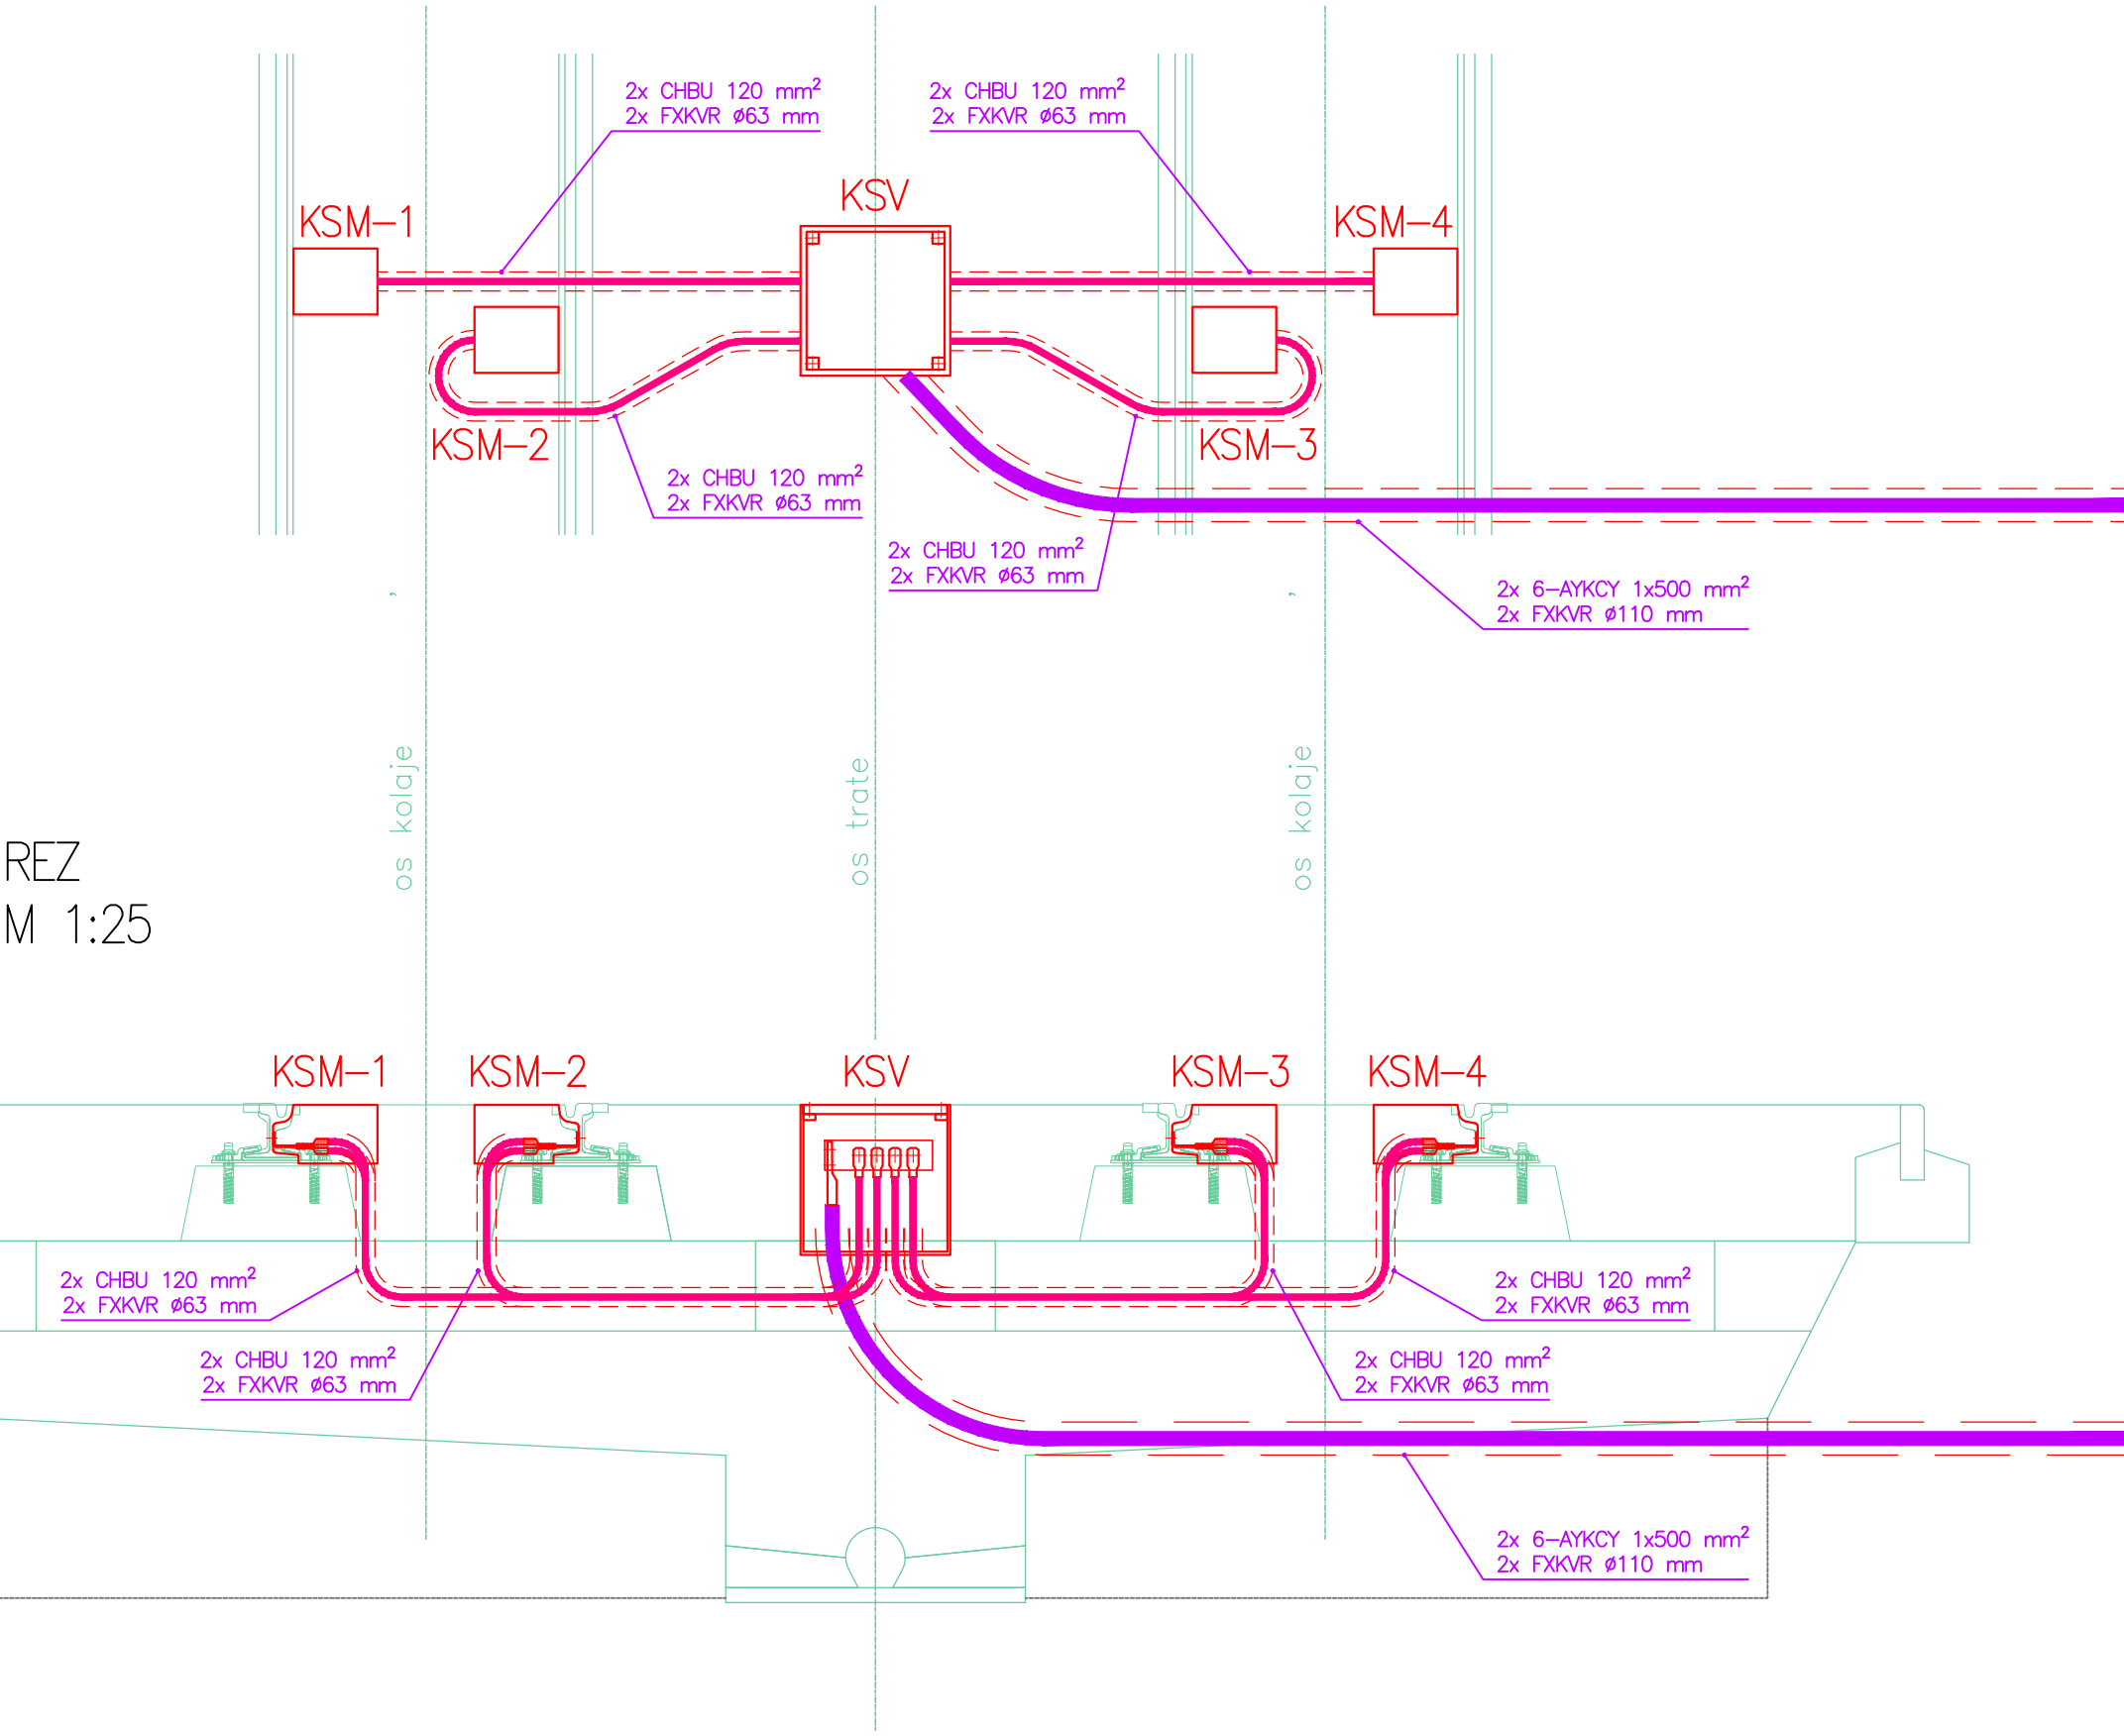 2x CHBU 120 mm²
2x FXKVR ø63 mm
2x CHBU 120 mm²
2x FXKVR ø63 mm
KSV
KSM-1
KSM-4
KSM-2
KSM-3
2x CHBU 120 mm²
2x FXKVR ø63 mm
2x CHBU 120 mm²
2x FXKVR ø63 mm
2x 6-AYKCY 1x500 mm²
2x FXKVR ø110 mm
os kolaje
os trate
os kolaje
REZ
M 1:25
KSM-1
KSM-2
KSV
KSM-3
KSM-4
2x CHBU 120 mm²
2x FXKVR ø63 mm
2x CHBU 120 mm²
2x FXKVR ø63 mm
2x CHBU 120 mm²
2x FXKVR ø63 mm
2x CHBU 120 mm²
2x FXKVR ø63 mm
2x 6-AYKCY 1x500 mm²
2x FXKVR ø110 mm